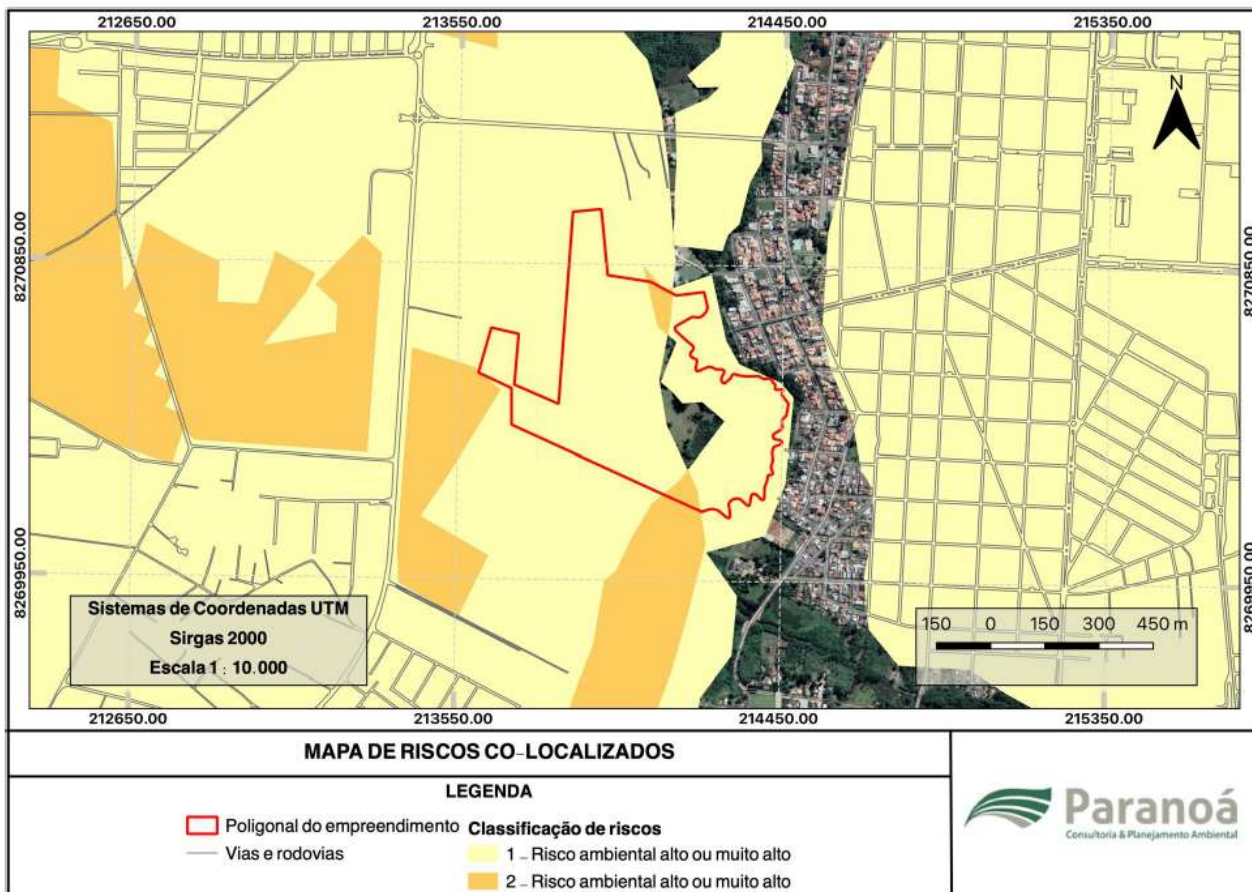 212650.00 213550.00 214450.00 215350.00
N
8270850.00 8270850.00
8269950.00 8269950.00
Sistemas de Coordenadas UTM
Sirgas 2000
Escala 1 : 10.000
150 0 150 300 450 m
212650.00 213550.00 214450.00 215350.00
MAPA DE RISCOS CO-LOCALIZADOS
LEGENDA
Poligonal do empreendimento
Vias e rodovias
Classificação de riscos
1 - Risco ambiental alto ou muito alto
2 - Risco ambiental alto ou muito alto
Paranoá
Consultoria & Planejamento Ambiental